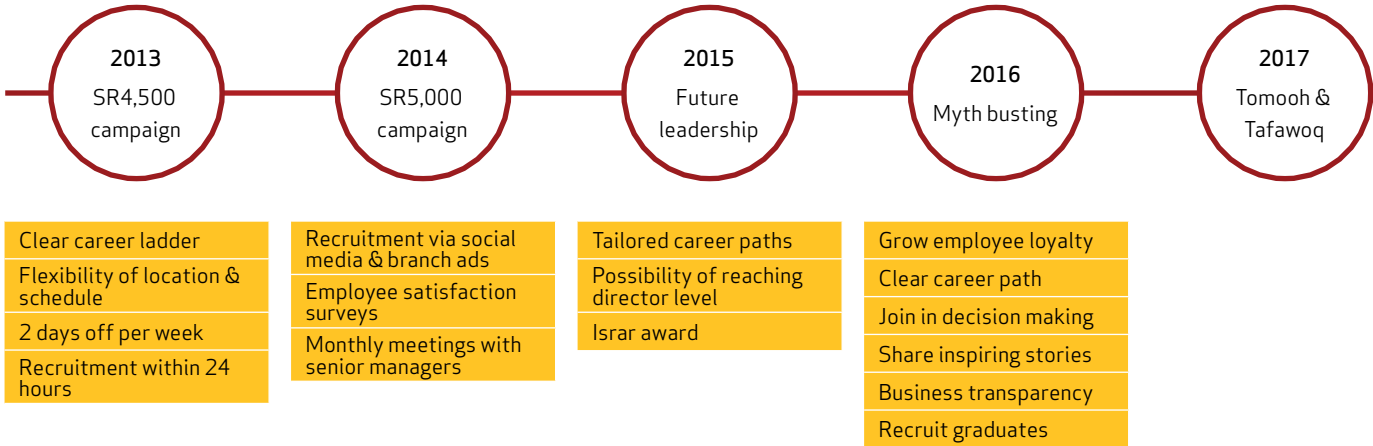 2013
SR4,500
campaign
2014
SR5,000
campaign
2015
Future
leadership
2016
Myth busting
2017
Tomooh &
Tafawoq
Clear career ladder
Flexibility of location &
schedule
2 days off per week
Recruitment within 24
hours
Recruitment via social
media & branch ads
Employee satisfaction
surveys
Monthly meetings with
senior managers
Tailored career paths
Possibility of reaching
director level
Israr award
Grow employee loyalty
Clear career path
Join in decision making
Share inspiring stories
Business transparency
Recruit graduates